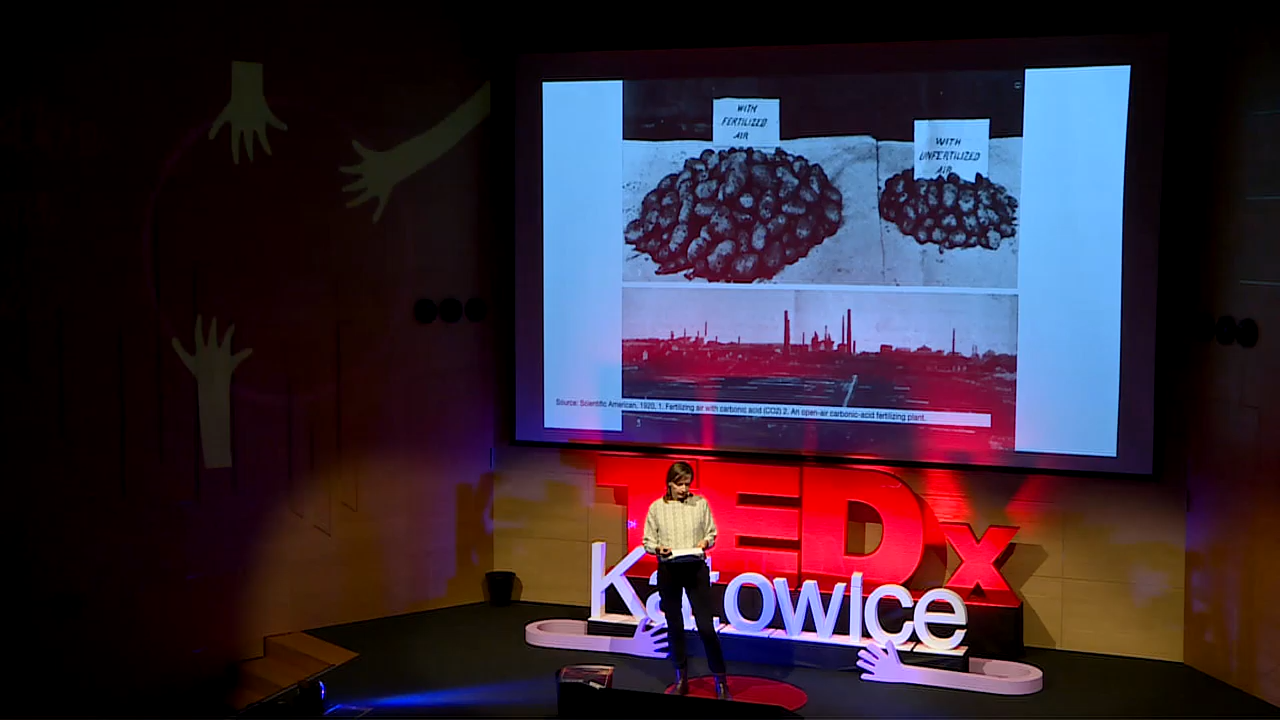 WITH
FERTILIZED
AIR
WITH
UNFERTILIZED
AIR
Source: Scientific American, 1920, 1. Fertilizing air with carbonic acid (CO2) 2. An open-air carbonic-acid fertilizing plant.
TEDx
Katowice